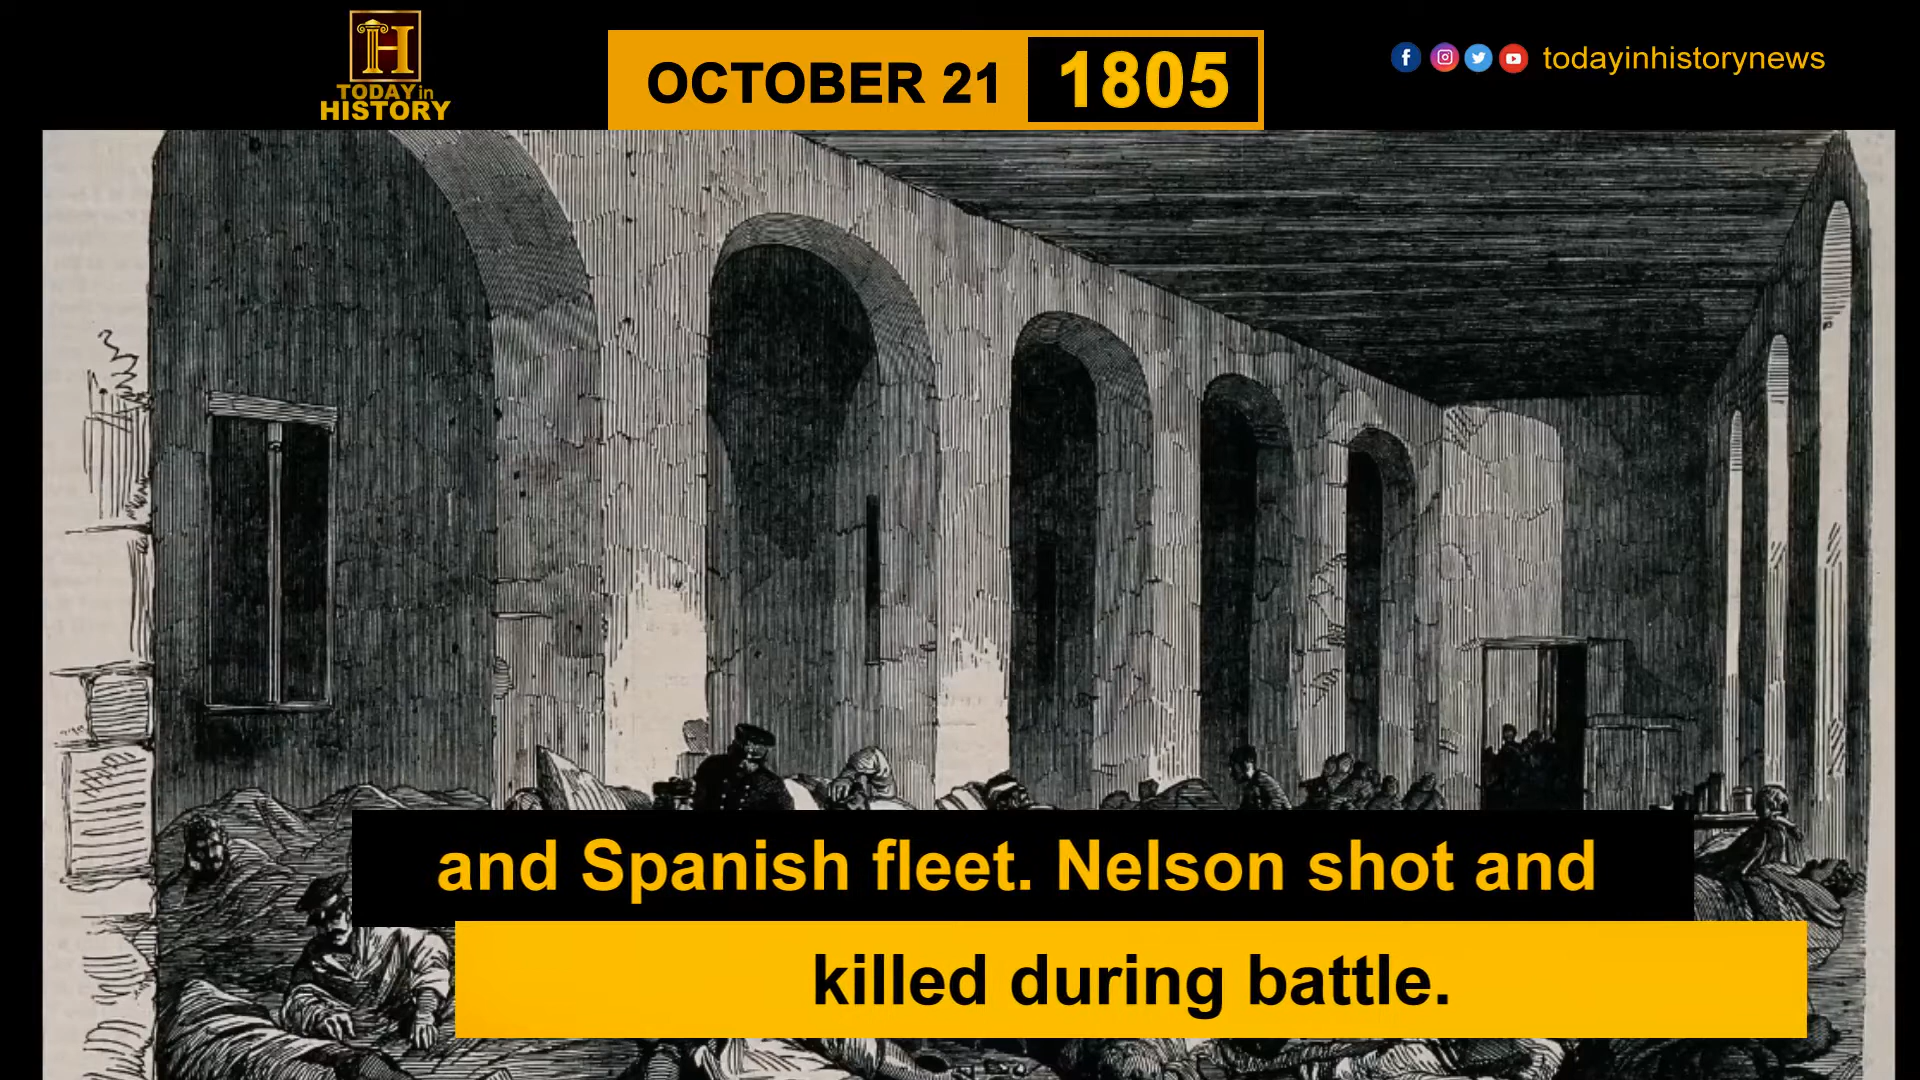 H
TODAY in
HISTORY
OCTOBER 21
1805
todayinhistorynews
and Spanish fleet. Nelson shot and
killed during battle.